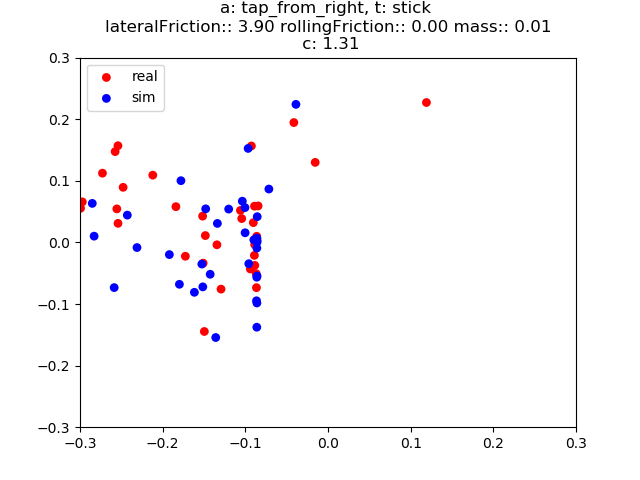 a: tap_from_right, t: stick
lateralFriction:: 3.90 rollingFriction:: 0.00 mass:: 0.01
c: 1.31
real
sim
0.3
0.2
0.1
0.0
−0.1
−0.2
−0.3
−0.3
−0.2
−0.1
0.0
0.1
0.2
0.3